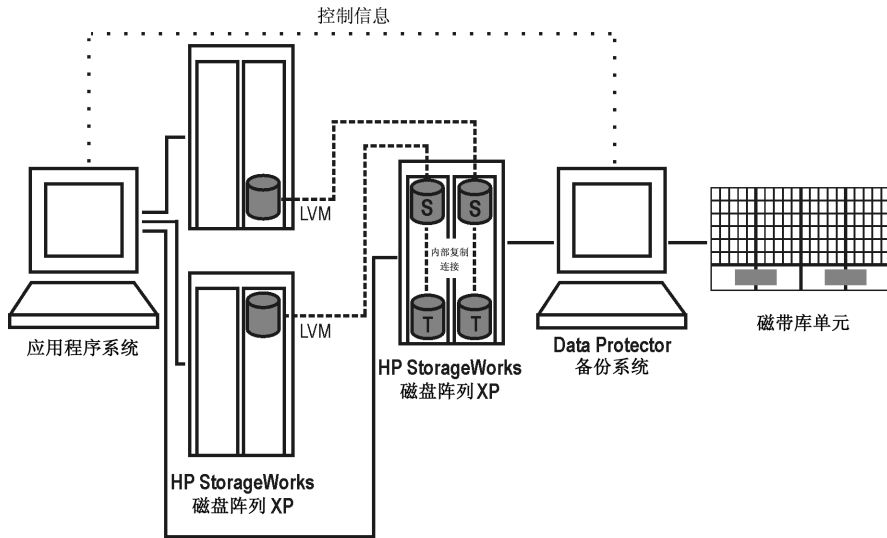 控制信息
LVM
S S
内部复制
连接
LVM
T T
应用程序系统
HP StorageWorks
磁盘阵列 XP
HP StorageWorks
磁盘阵列 XP
Data Protector
备份系统
磁带库单元